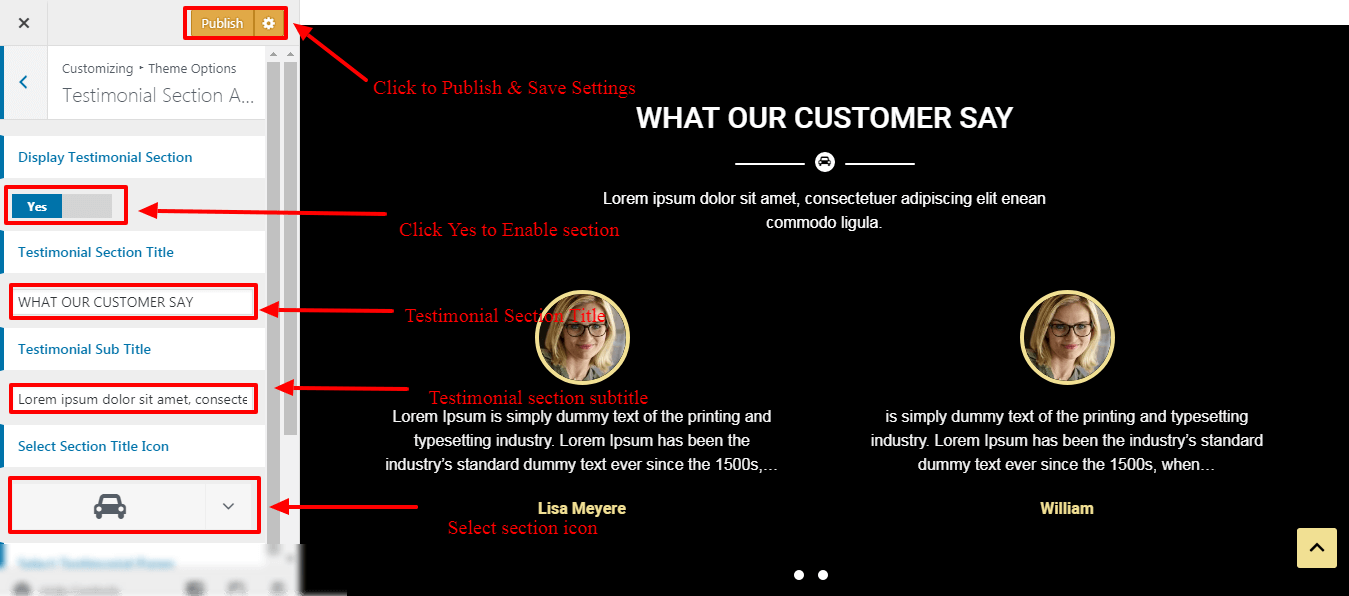 Publish
Customizing ▸ Theme Options
Testimonial Section A...
Display Testimonial Section
Yes
Testimonial Section Title
WHAT OUR CUSTOMER SAY
Testimonial Sub Title
Lorem ipsum dolor sit amet, consecte
Select Section Title Icon
Click to Publish & Save Settings
WHAT OUR CUSTOMER SAY
Lorem ipsum dolor sit amet, consectetuer adipiscing elit enean
commodo ligula.
Click Yes to Enable section
Testimonial Section Title
Testimonial section subtitle
Lorem Ipsum is simply dummy text of the printing and
typesetting industry. Lorem Ipsum has been the
industry’s standard dummy text ever since the 1500s,…
Lisa Meyere
Select section icon
is simply dummy text of the printing and typesetting
industry. Lorem Ipsum has been the industry’s standard
dummy text ever since the 1500s, when…
William